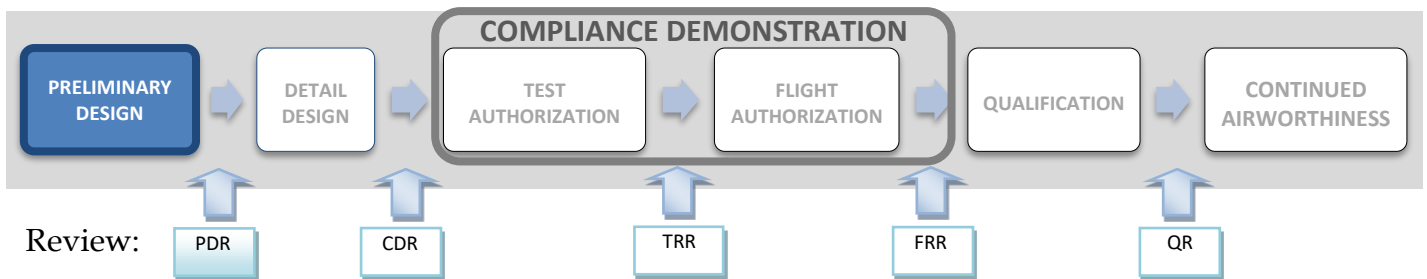 COMPLIANCE DEMONSTRATION
PRELIMINARY
DESIGN
DETAIL
DESIGN
TEST
AUTHORIZATION
FLIGHT
AUTHORIZATION
QUALIFICATION
CONTINUED
AIRWORTHINESS
Review:
PDR
CDR
TRR
FRR
QR